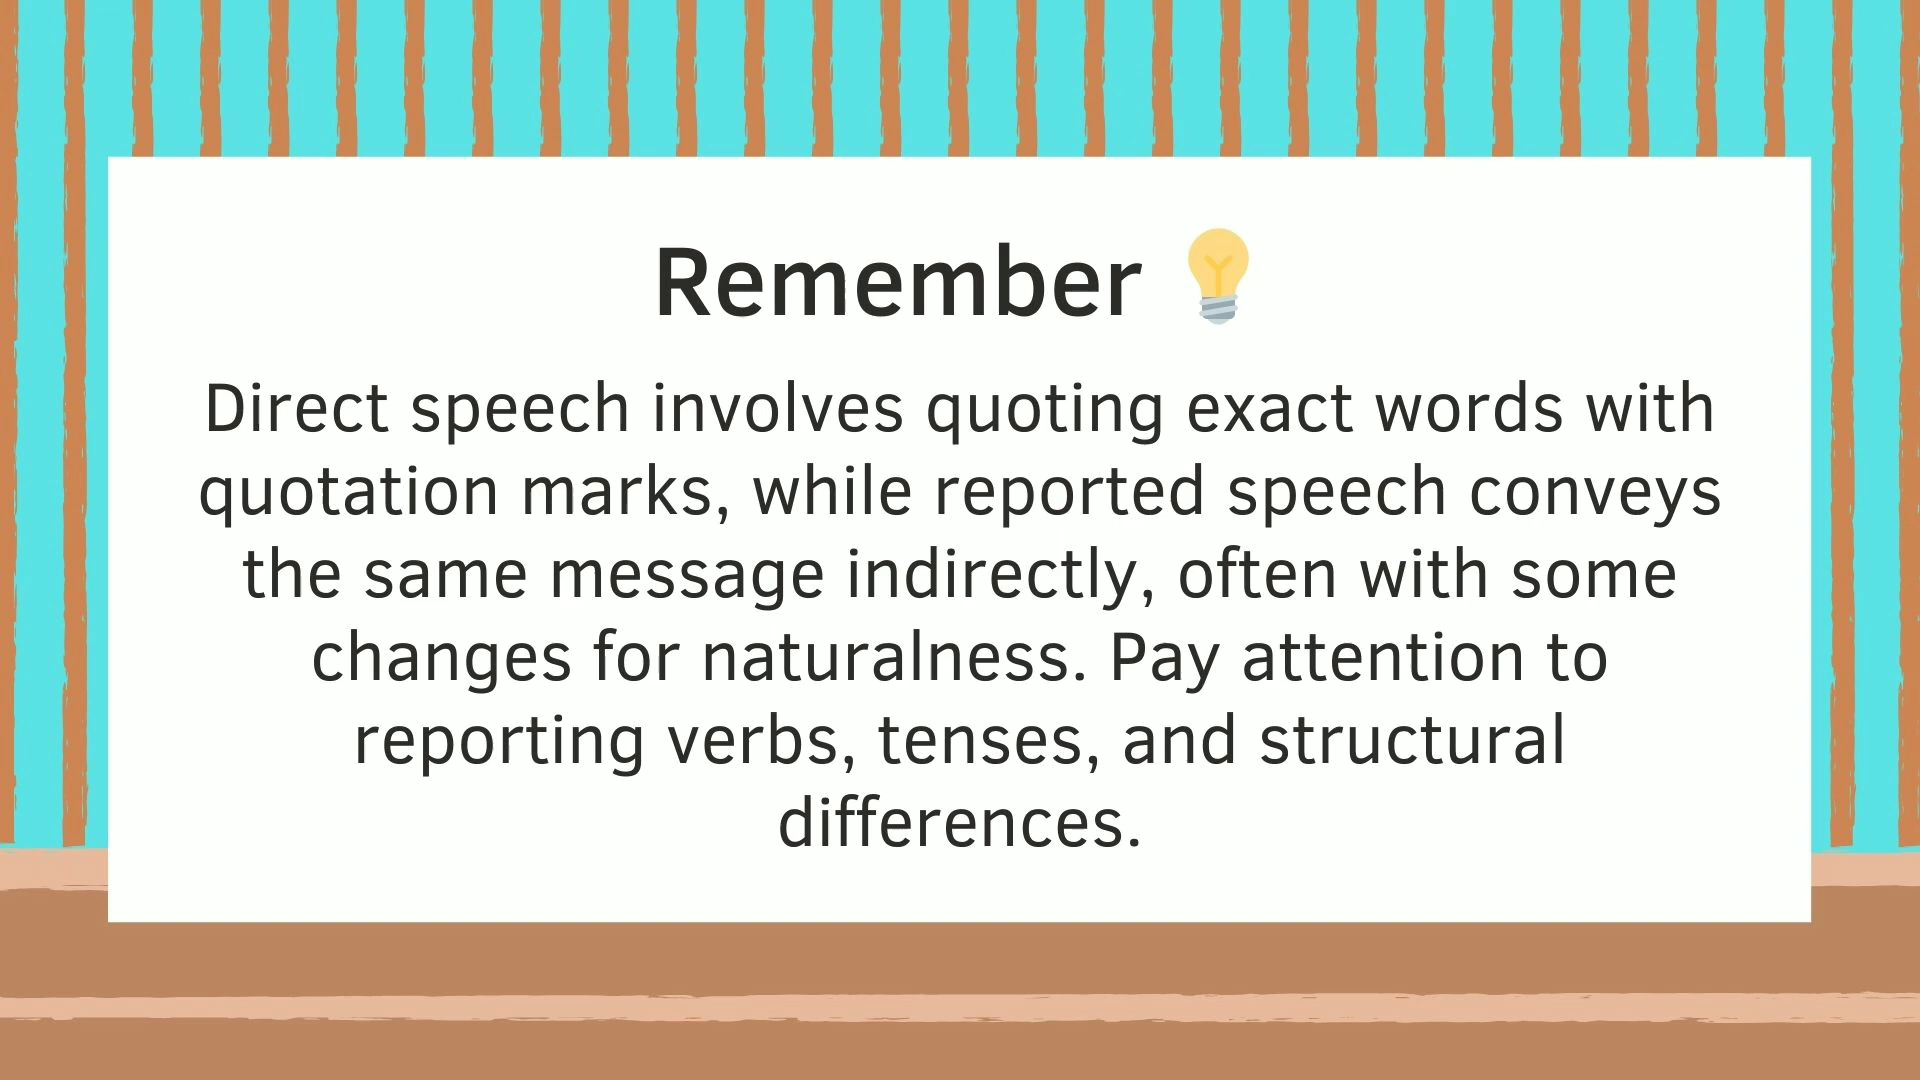 Remember
Direct speech involves quoting exact words with
quotation marks, while reported speech conveys
the same message indirectly, often with some
changes for naturalness. Pay attention to
reporting verbs, tenses, and structural
differences.